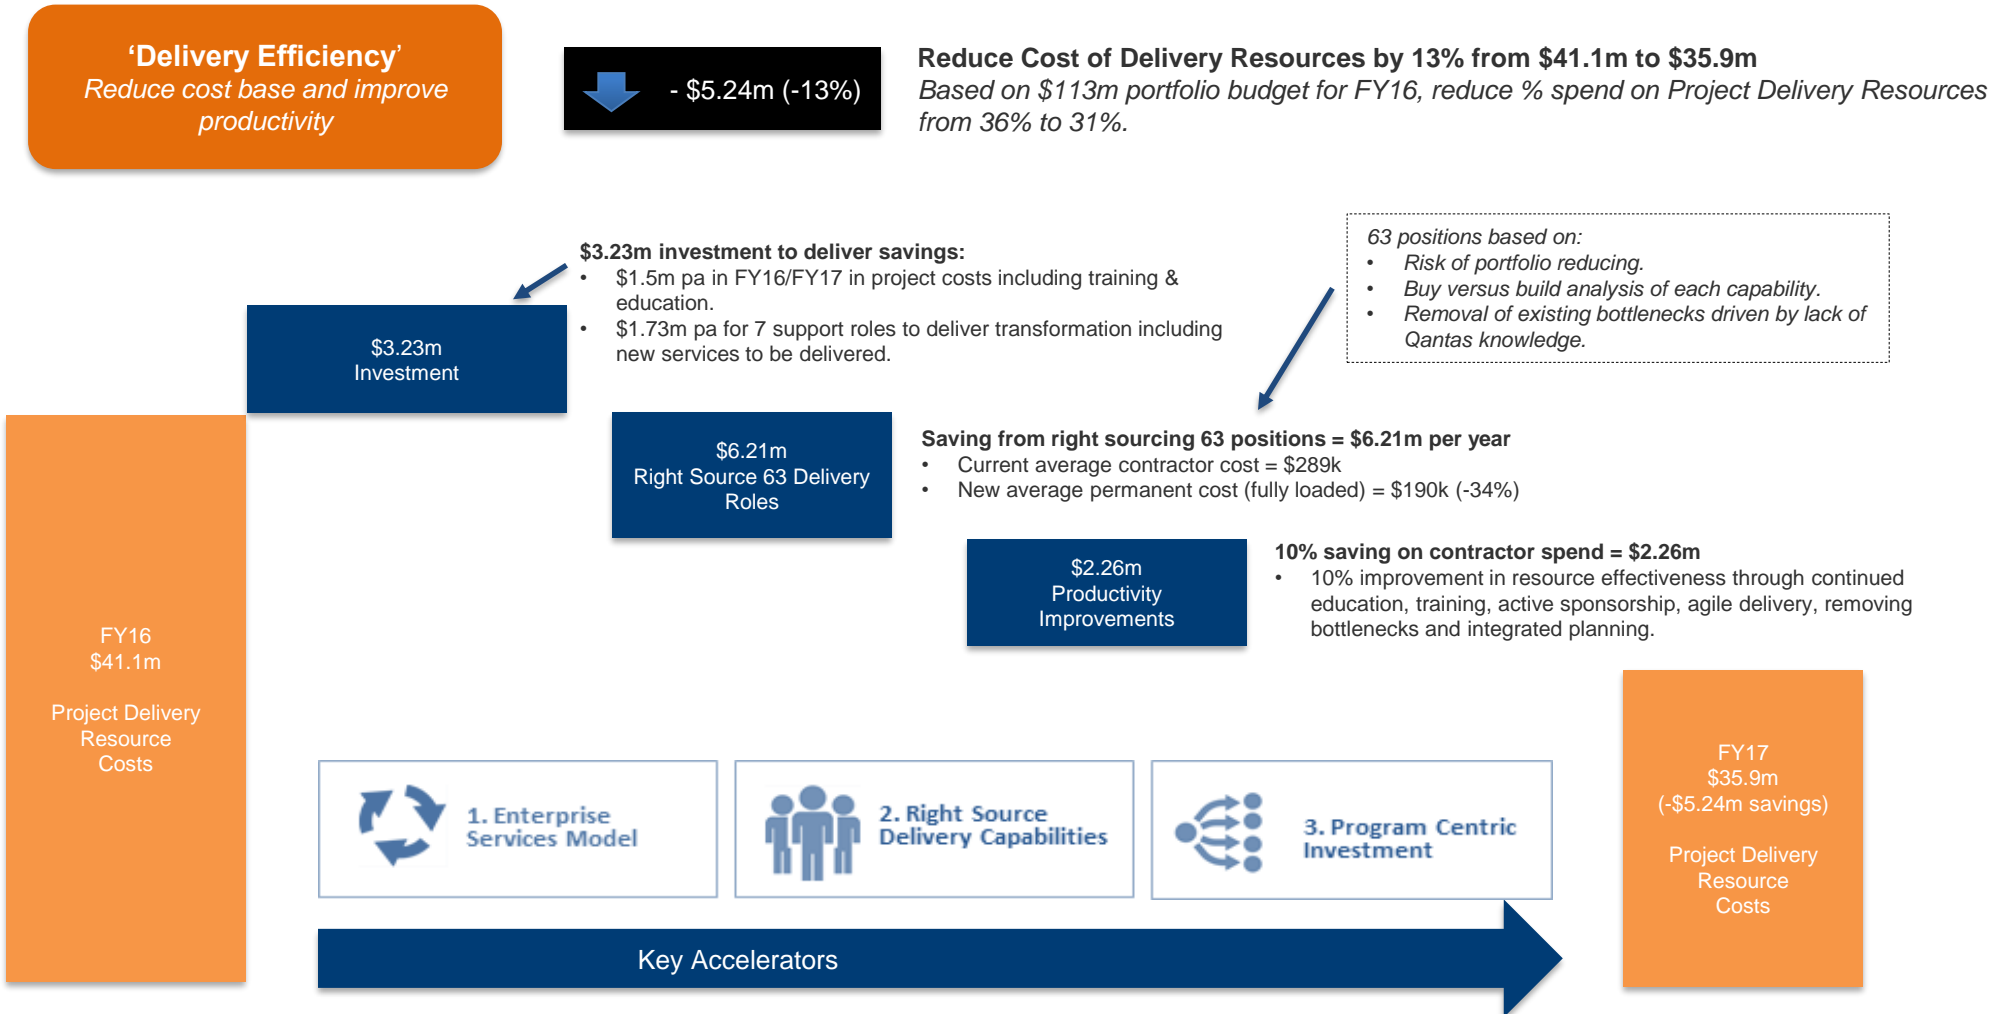 ‘Delivery Efficiency’
Reduce cost base and improve
productivity
- $5.24m (-13%)
Reduce Cost of Delivery Resources by 13% from $41.1m to $35.9m
Based on $113m portfolio budget for FY16, reduce % spend on Project Delivery Resources
from 36% to 31%.
$3.23m investment to deliver savings:
• $1.5m pa in FY16/FY17 in project costs including training &
education.
• $1.73m pa for 7 support roles to deliver transformation including
new services to be delivered.
63 positions based on:
• Risk of portfolio reducing.
• Buy versus build analysis of each capability.
• Removal of existing bottlenecks driven by lack of
Qantas knowledge.
$3.23m
Investment
$6.21m
Right Source 63 Delivery
Roles
Saving from right sourcing 63 positions = $6.21m per year
• Current average contractor cost = $289k
• New average permanent cost (fully loaded) = $190k (-34%)
$2.26m
Productivity
Improvements
10% saving on contractor spend = $2.26m
• 10% improvement in resource effectiveness through continued
education, training, active sponsorship, agile delivery, removing
bottlenecks and integrated planning.
FY16
$41.1m
Project Delivery
Resource
Costs
1. Enterprise
Services Model
2. Right Source
Delivery Capabilities
3. Program Centric
Investment
FY17
$35.9m
(-$5.24m savings)
Project Delivery
Resource
Costs
Key Accelerators